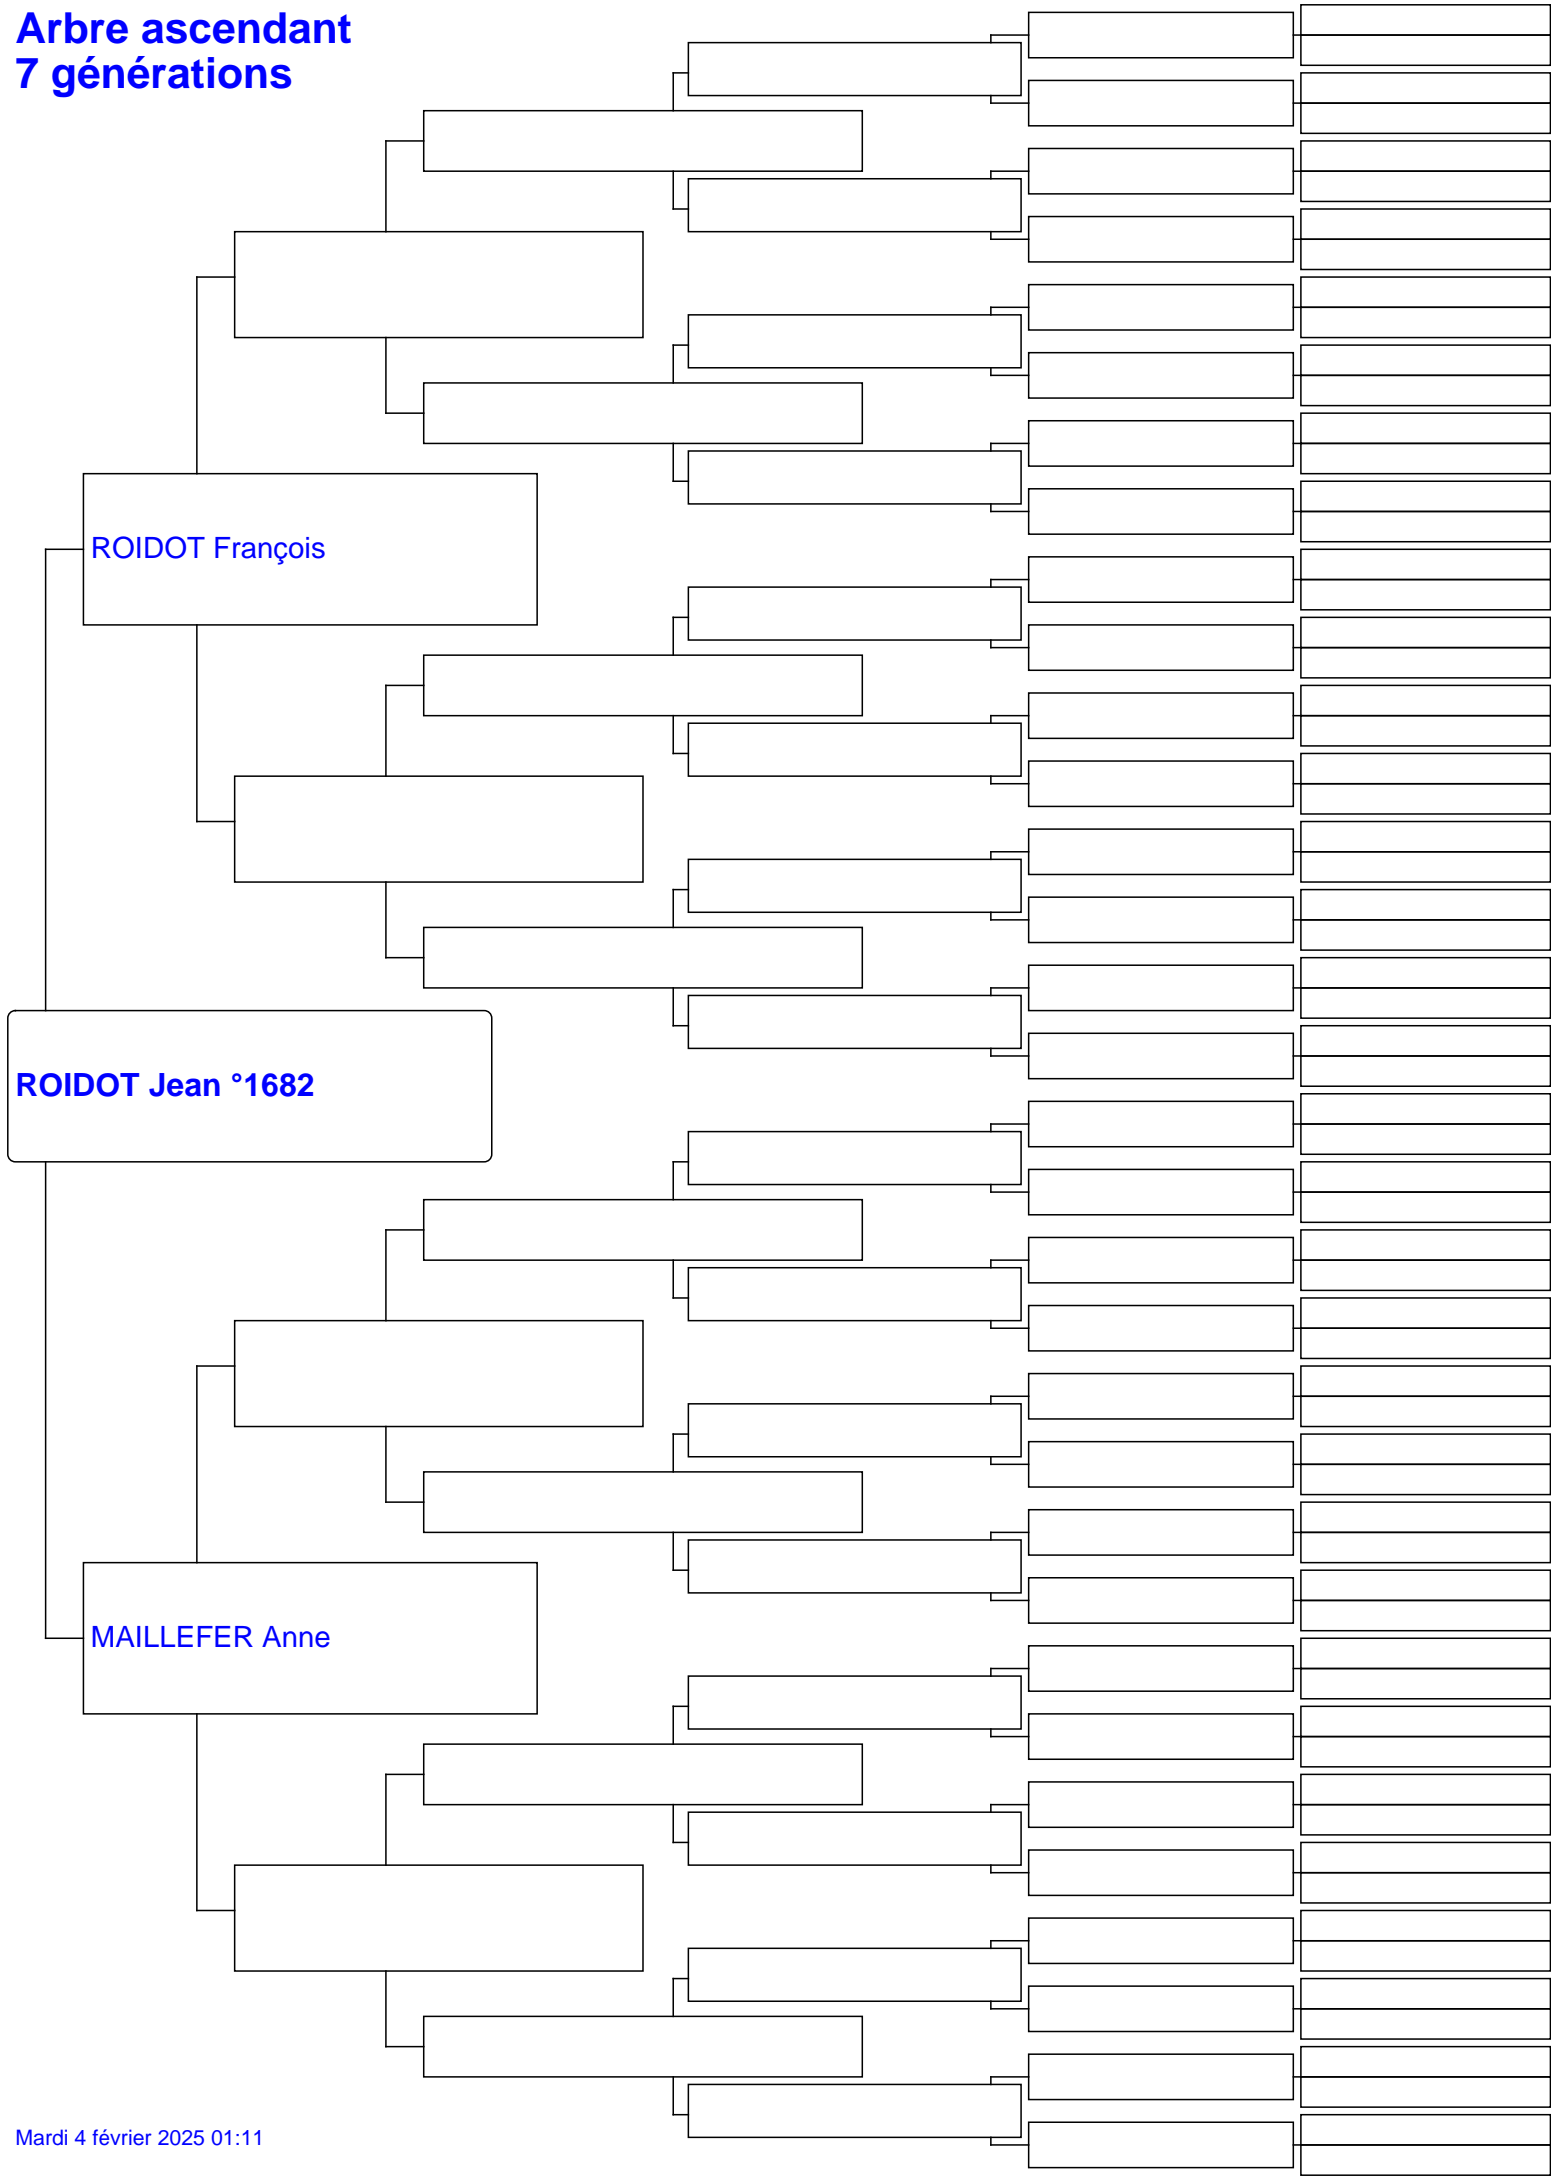 Arbre ascendant
7 générations
ROIDOT François
ROIDOT Jean °1682
MAILLEFER Anne
Mardi 4 février 2025 01:11